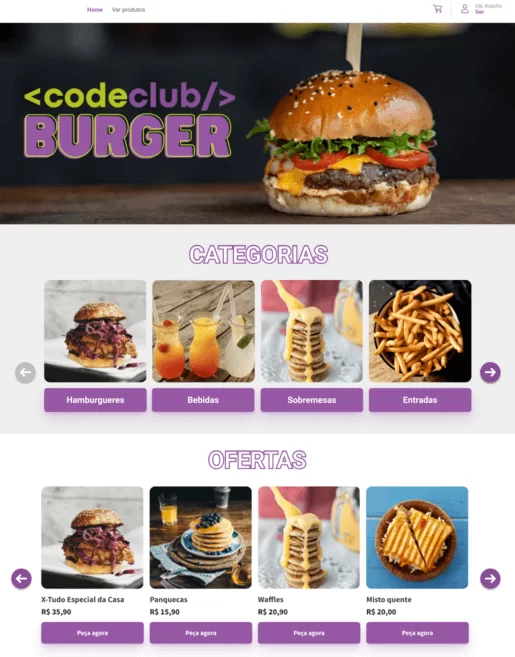 Home Ver produtos
Olá, Rodolfo
Sair
<codeclub/>
BURGER
CATEGORIAS
Hamburgueres Bebidas Sobremesas Entradas
OFERTAS
X-Tudo Especial da Casa Panquecas Waffles Misto quente
R$ 35,90 R$ 15,90 R$ 20,90 R$ 20,00
Peça agora Peça agora Peça agora Peça agora